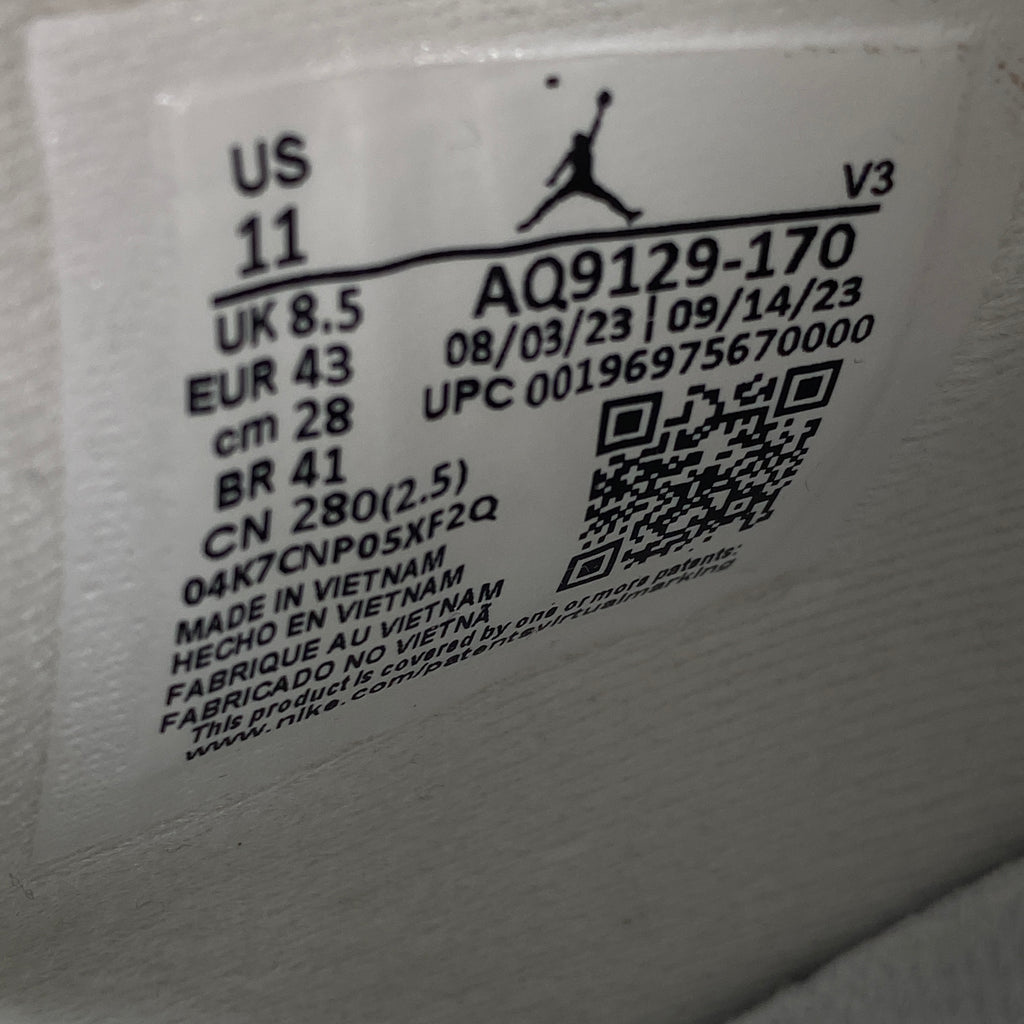 US
11
V3
UK 8.5
EUR 43
cm 28
BR 41
CN 280(2.5)
04K7CNP05XF2Q
MADE IN VIETNAM
HECHO EN VIETNAM
FABRIQUE AU VIETNAM
FABRICADO NO VIETNÃ
This product is covered by one or more patents:
www.nike.com/patentsvirtualmarking
AQ9129-170
08/03/23 | 09/14/23
UPC 00196975670000